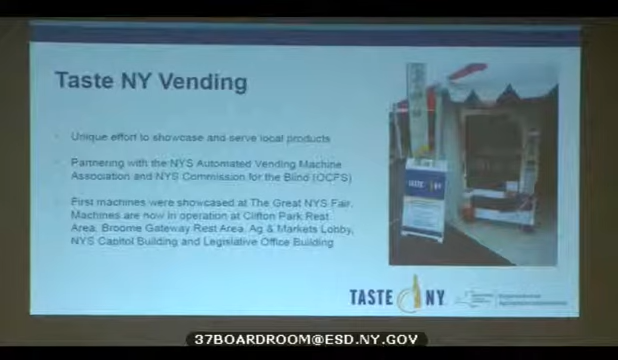 Taste NY Vending
Unique effort to showcase and serve local products
Partnering with the NYS Automated Vending Machine
Association and NYS Commission for the Blind (OCFS)
First machines were showcased at The Great NYS Fair.
Machines are now in operation at Clifton Park Rest
Area, Broome Gateway Rest Area, Ag & Markets Lobby,
NYS Capitol Building and Legislative Office Building
TASTE NY
TASTE NY
37BOARDROOM@ESD.NY.GOV